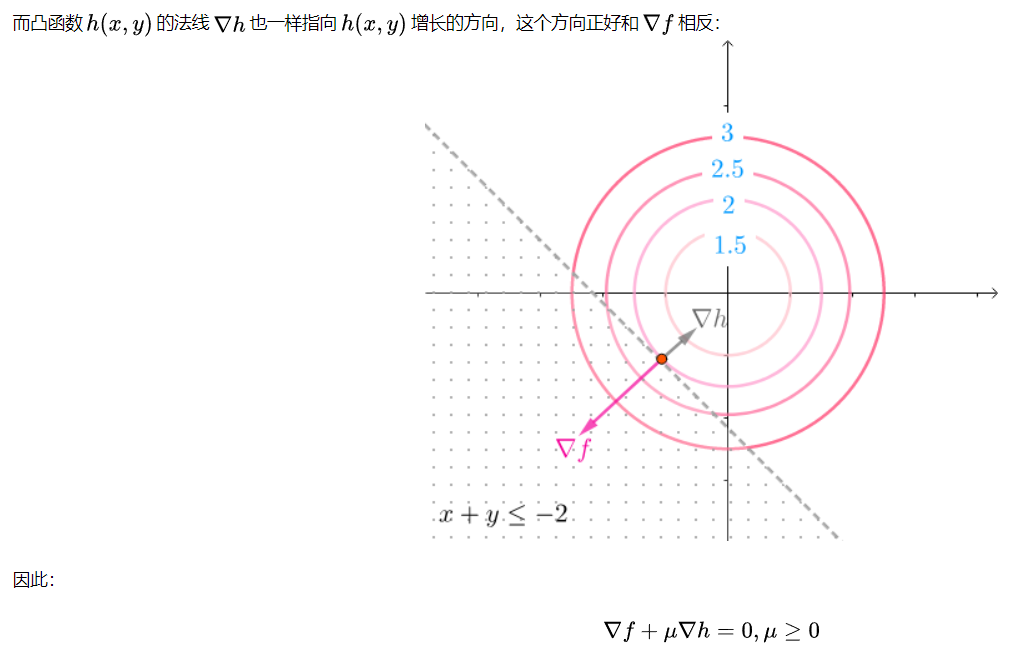 而凸函数 h(x, y) 的法线 ∇h 也一样指向 h(x, y) 增长的方向，这个方向正好和 ∇f 相反：
3
2.5
2
1.5
∇h
∇f
x + y ≤ −2
因此：
∇f + μ∇h = 0, μ ≥ 0